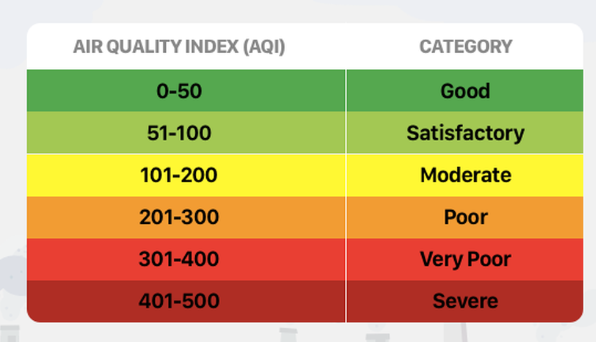 AIR QUALITY INDEX (AQI) CATEGORY
0-50 Good
51-100 Satisfactory
101-200 Moderate
201-300 Poor
301-400 Very Poor
401-500 Severe